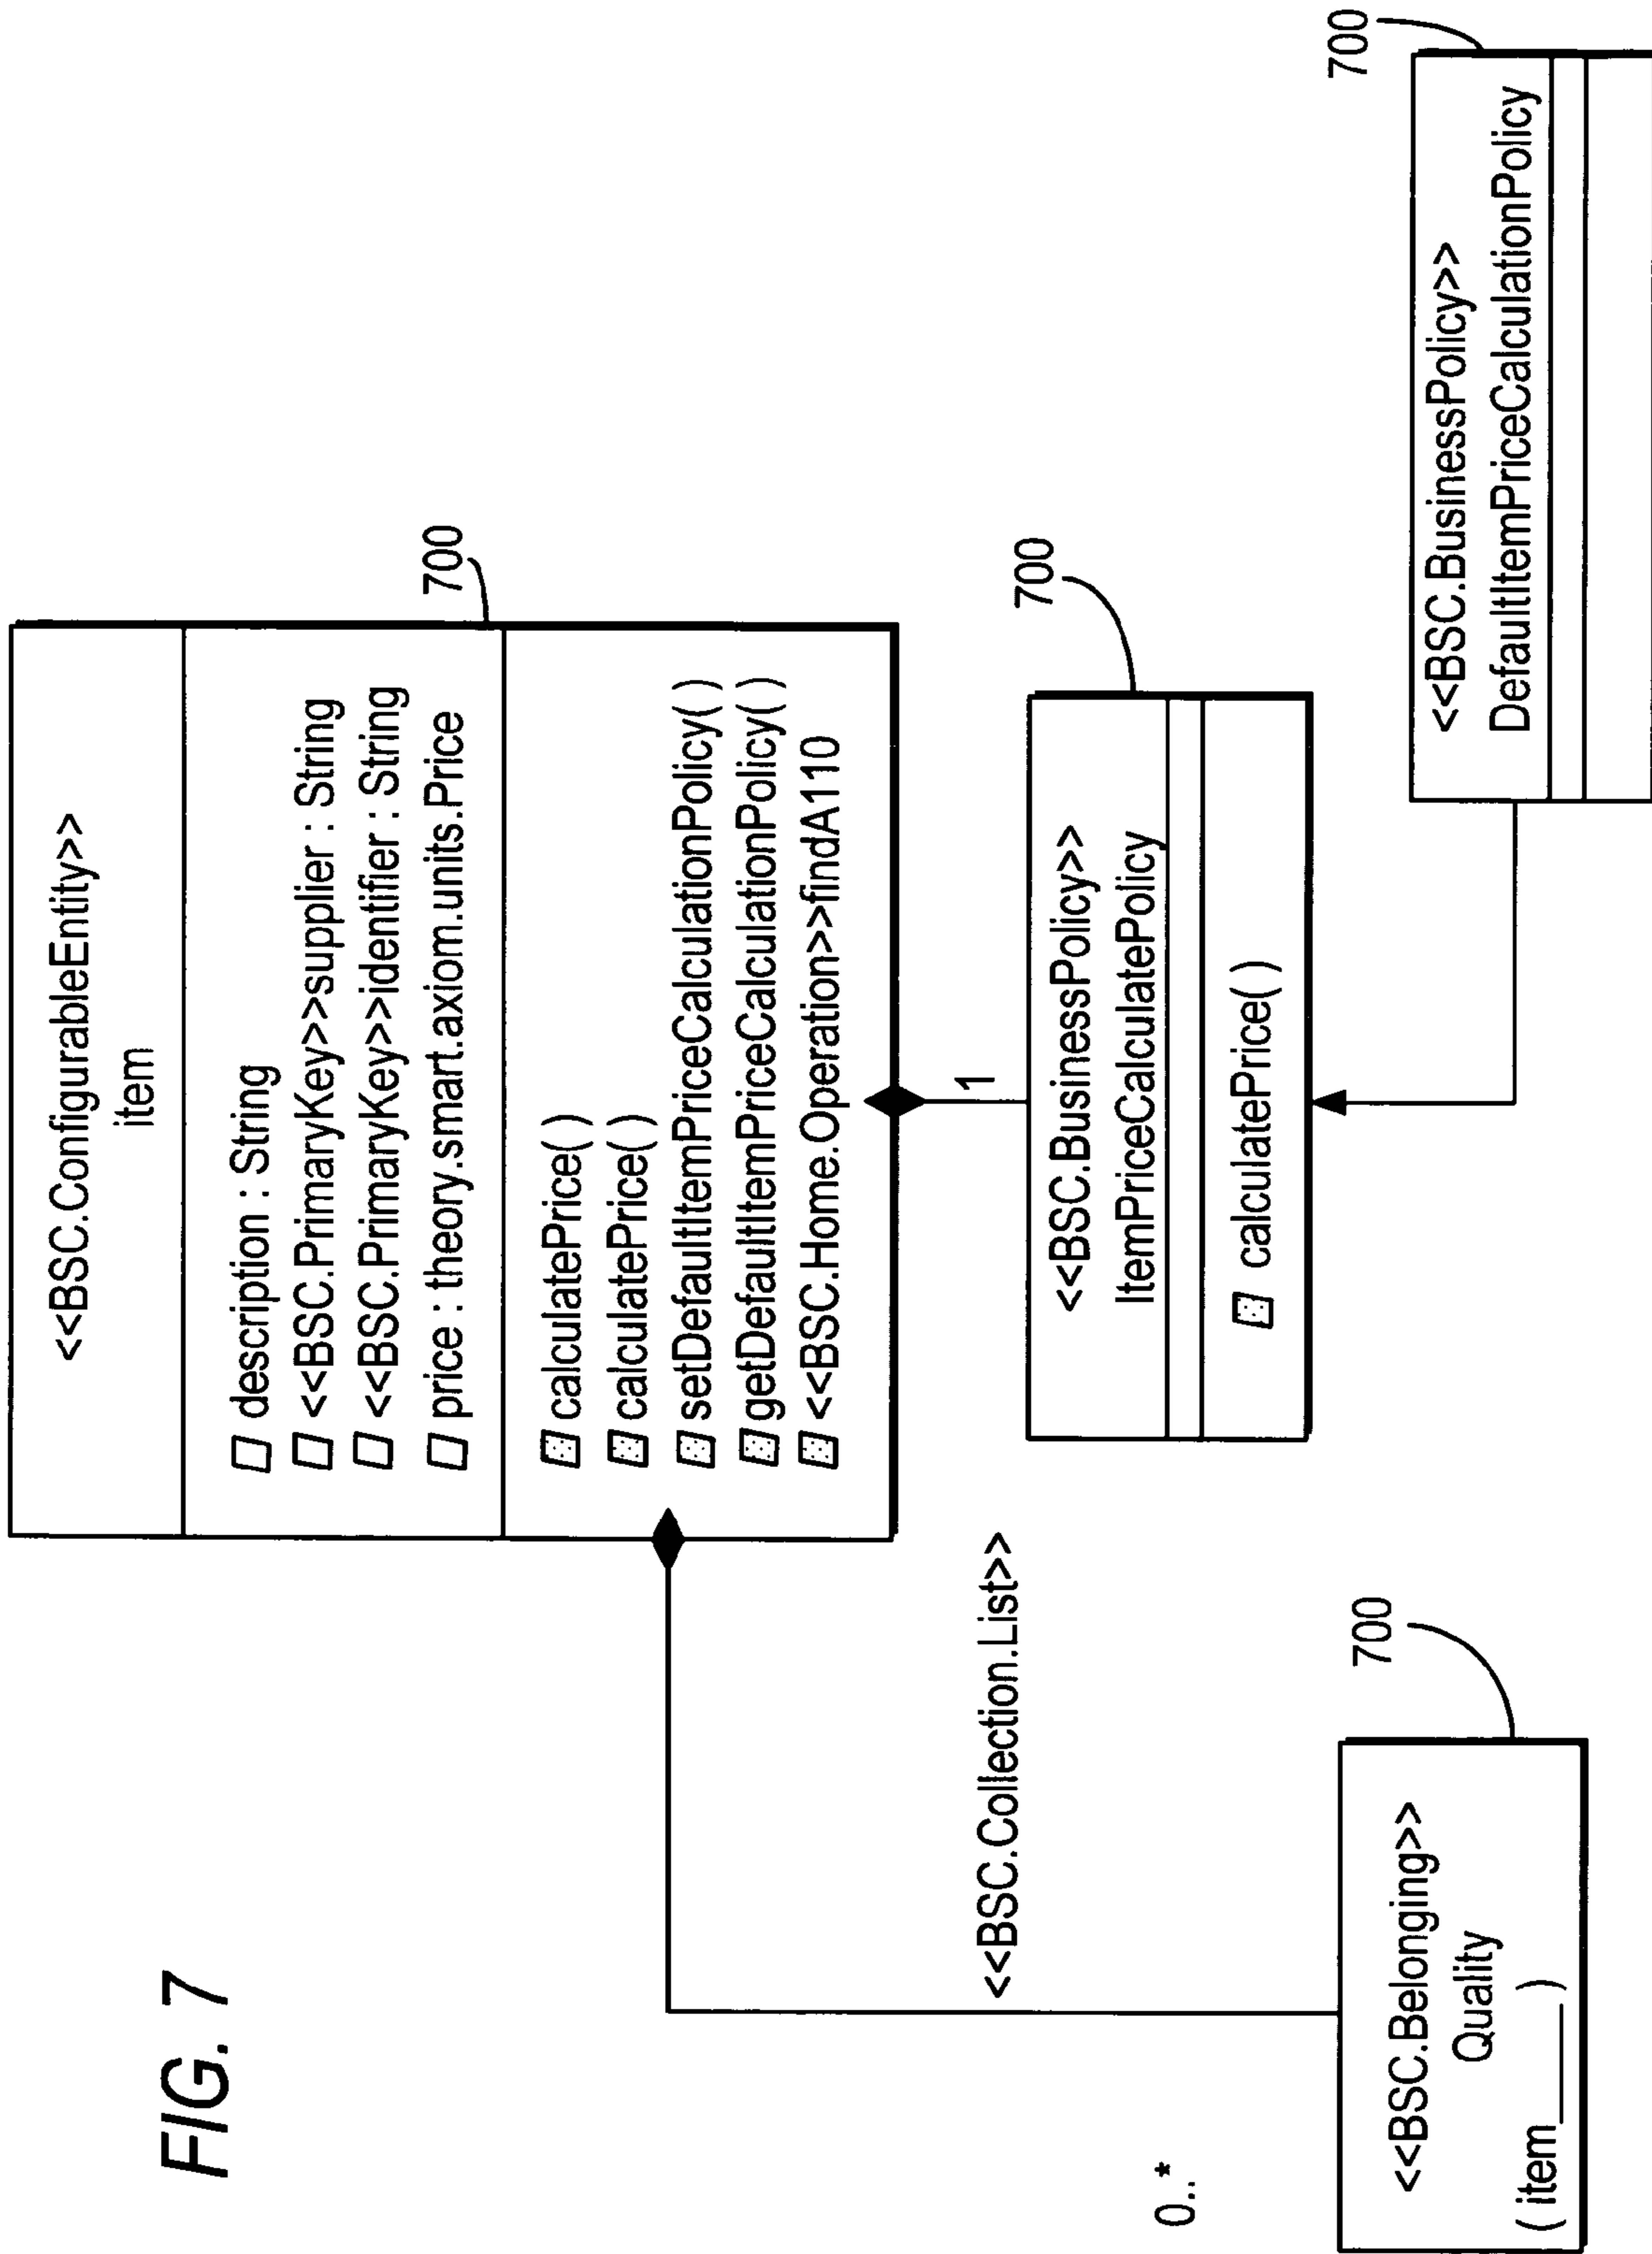 FIG. 7
<<BSC.ConfigurableEntity>>
item
description : String
<<BSC.PrimaryKey>>supplier : String
<<BSC.PrimaryKey>>identifier : String
price : theory.smart.axiom.units.Price
700
calculatePrice( )
calculatePrice( )
setDefaultItemPriceCalculationPolicy( )
getDefaultItemPriceCalculationPolicy( )
<<BSC.Home.Operation>>findA110
1
<<BSC.Collection.List>>
0..*
700
<<BSC.BusinessPolicy>>
ItemPriceCalculatePolicy
calculatePrice( )
700
<<BSC.Belonging>>
Quality
( item____ )
700
<<BSC.BusinessPolicy>>
DefaultItemPriceCalculationPolicy